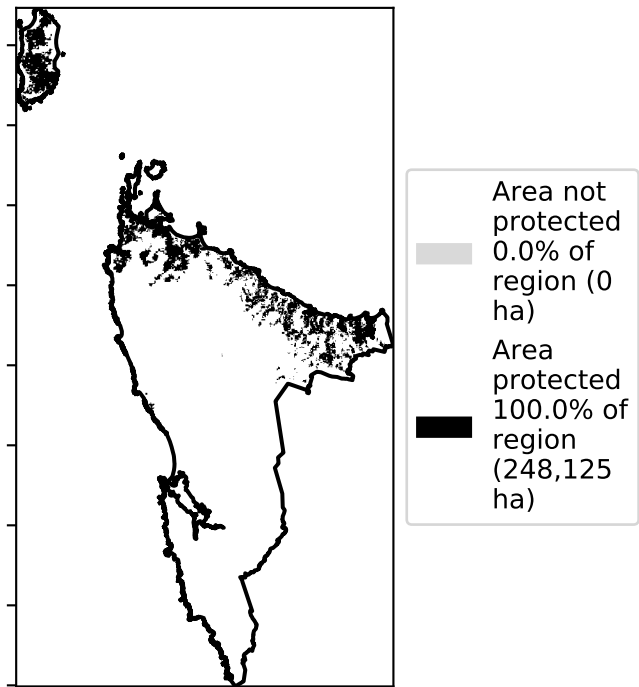 Area not
protected
0.0% of
region (0
ha)
Area
protected
100.0% of
region
(248,125
ha)